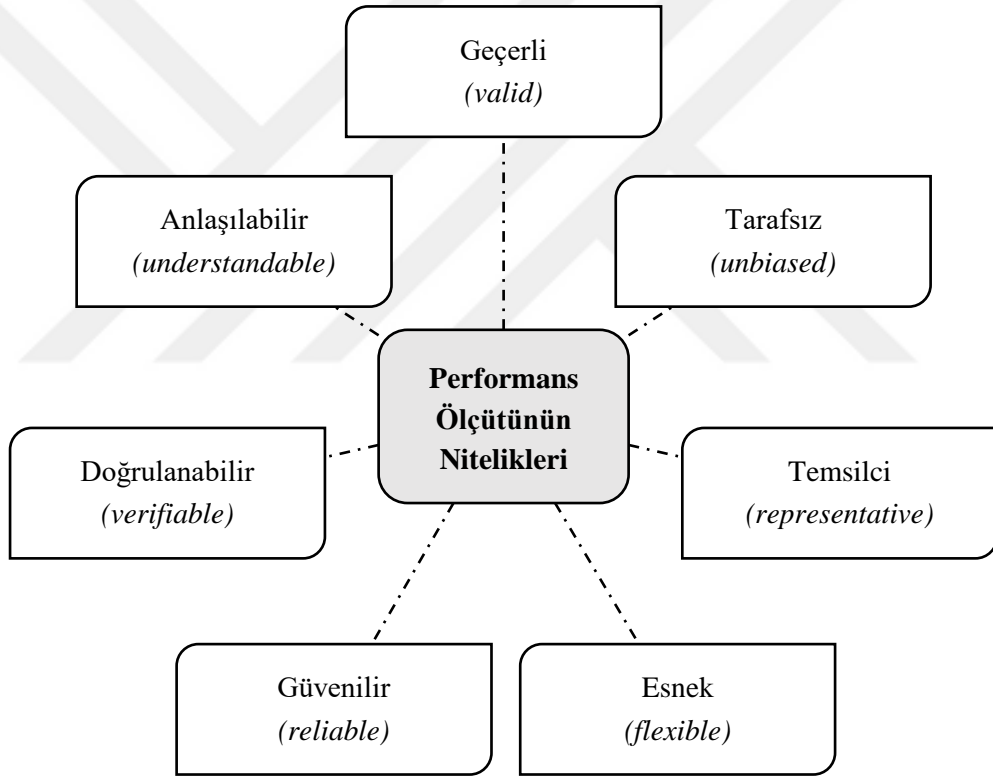 Geçerli
(valid)
Anlaşılabilir
(understandable)
Tarafsız
(unbiased)
Performans
Ölçütünün
Nitelikleri
Doğrulanabilir
(verifiable)
Temsilci
(representative)
Güvenilir
(reliable)
Esnek
(flexible)